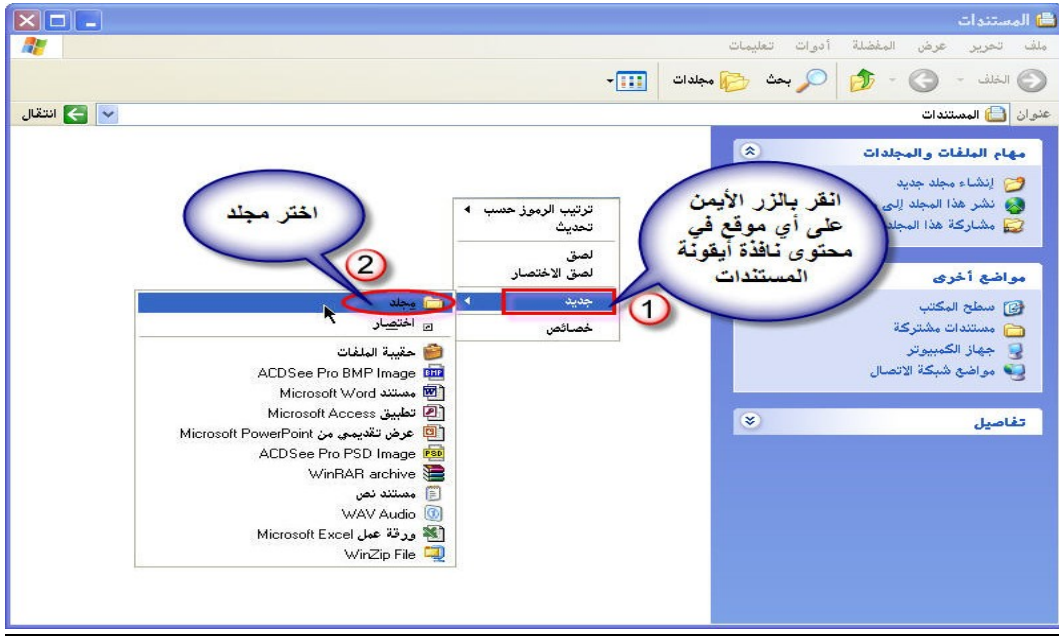 المستندات
ملف تحرير عرض المفضلة أدوات تعليمات
الخلف بحث مجلدات
عنوان المستندات انتقال
مهام الملفات والمجلدات
إنشاء مجلد جديد
نشر هذا المجلد إلى
مشاركة هذا المجلد
مواضع أخرى
سطح المكتب
مستندات مشتركة
جهاز الكمبيوتر
مواضع شبكة الاتصال
تفاصيل
انقر بالزر الأيمن
على أي موقع في
محتوى نافذة أيقونة
المستندات
1
ترتيب الرموز حسب
تحديث
لصق
لصق الاختصار
جديد
خصائص
اختر مجلد
2
مجلد
اختصار
حقيبة الملفات
ACDSee Pro BMP Image
مستند Microsoft Word
تطبيق Microsoft Access
عرض تقديمي من Microsoft PowerPoint
ACDSee Pro PSD Image
WinRAR archive
مستند نص
WAV Audio
ورقة عمل Microsoft Excel
WinZip File